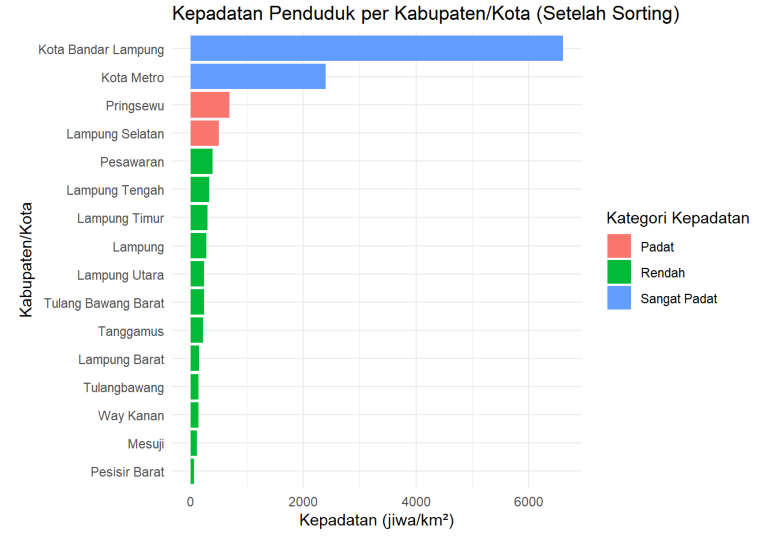 Kepadatan Penduduk per Kabupaten/Kota (Setelah Sorting)
Kabupaten/Kota
Kota Bandar Lampung
Kota Metro
Pringsewu
Lampung Selatan
Pesawaran
Lampung Tengah
Lampung Timur
Lampung
Lampung Utara
Tulang Bawang Barat
Tanggamus
Lampung Barat
Tulangbawang
Way Kanan
Mesuji
Pesisir Barat
0 2000 4000 6000
Kepadatan (jiwa/km²)
Kategori Kepadatan
Padat
Rendah
Sangat Padat